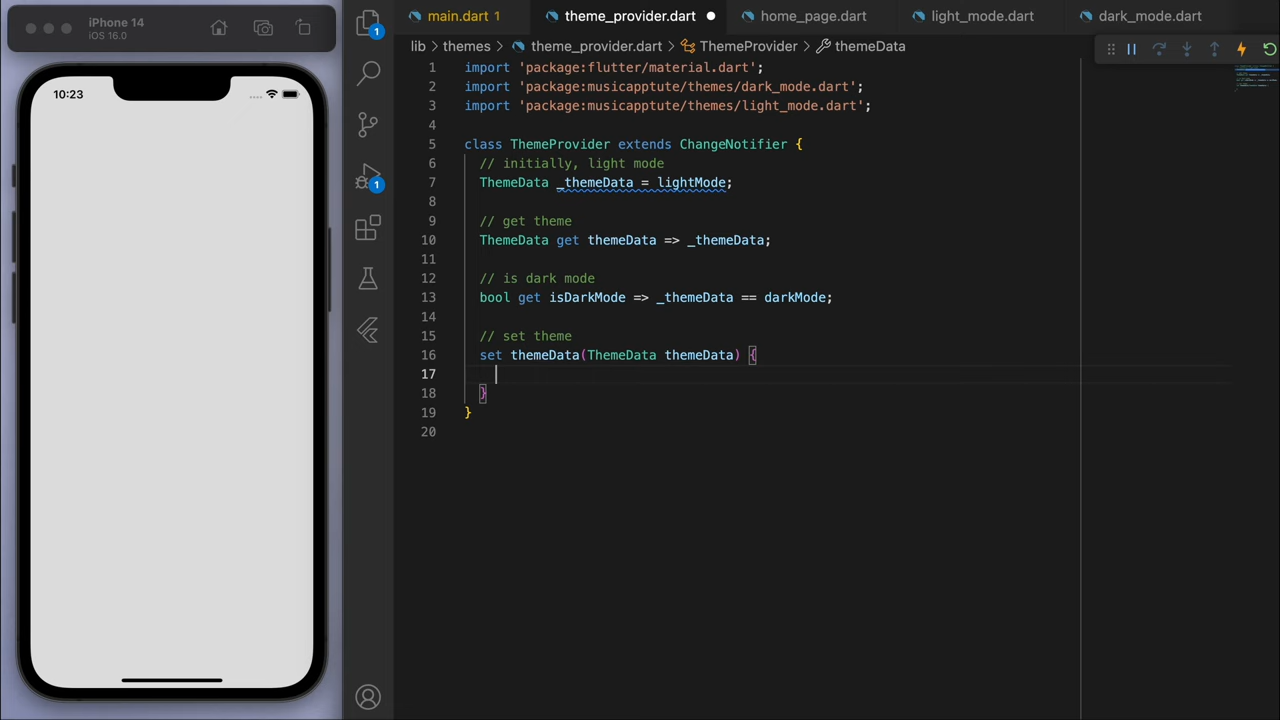 iPhone 14
iOS 16.0
10:23
1
1
main.dart 1
theme_provider.dart
home_page.dart
light_mode.dart
dark_mode.dart
lib > themes > theme_provider.dart > ThemeProvider > themeData
1 import 'package:flutter/material.dart';
2 import 'package:musicapptute/themes/dark_mode.dart';
3 import 'package:musicapptute/themes/light_mode.dart';
4
5 class ThemeProvider extends ChangeNotifier {
6 // initially, light mode
7 ThemeData _themeData = lightMode;
8
9 // get theme
10 ThemeData get themeData => _themeData;
11
12 // is dark mode
13 bool get isDarkMode => _themeData == darkMode;
14
15 // set theme
16 set themeData(ThemeData themeData) {
17
18 }
19 }
20